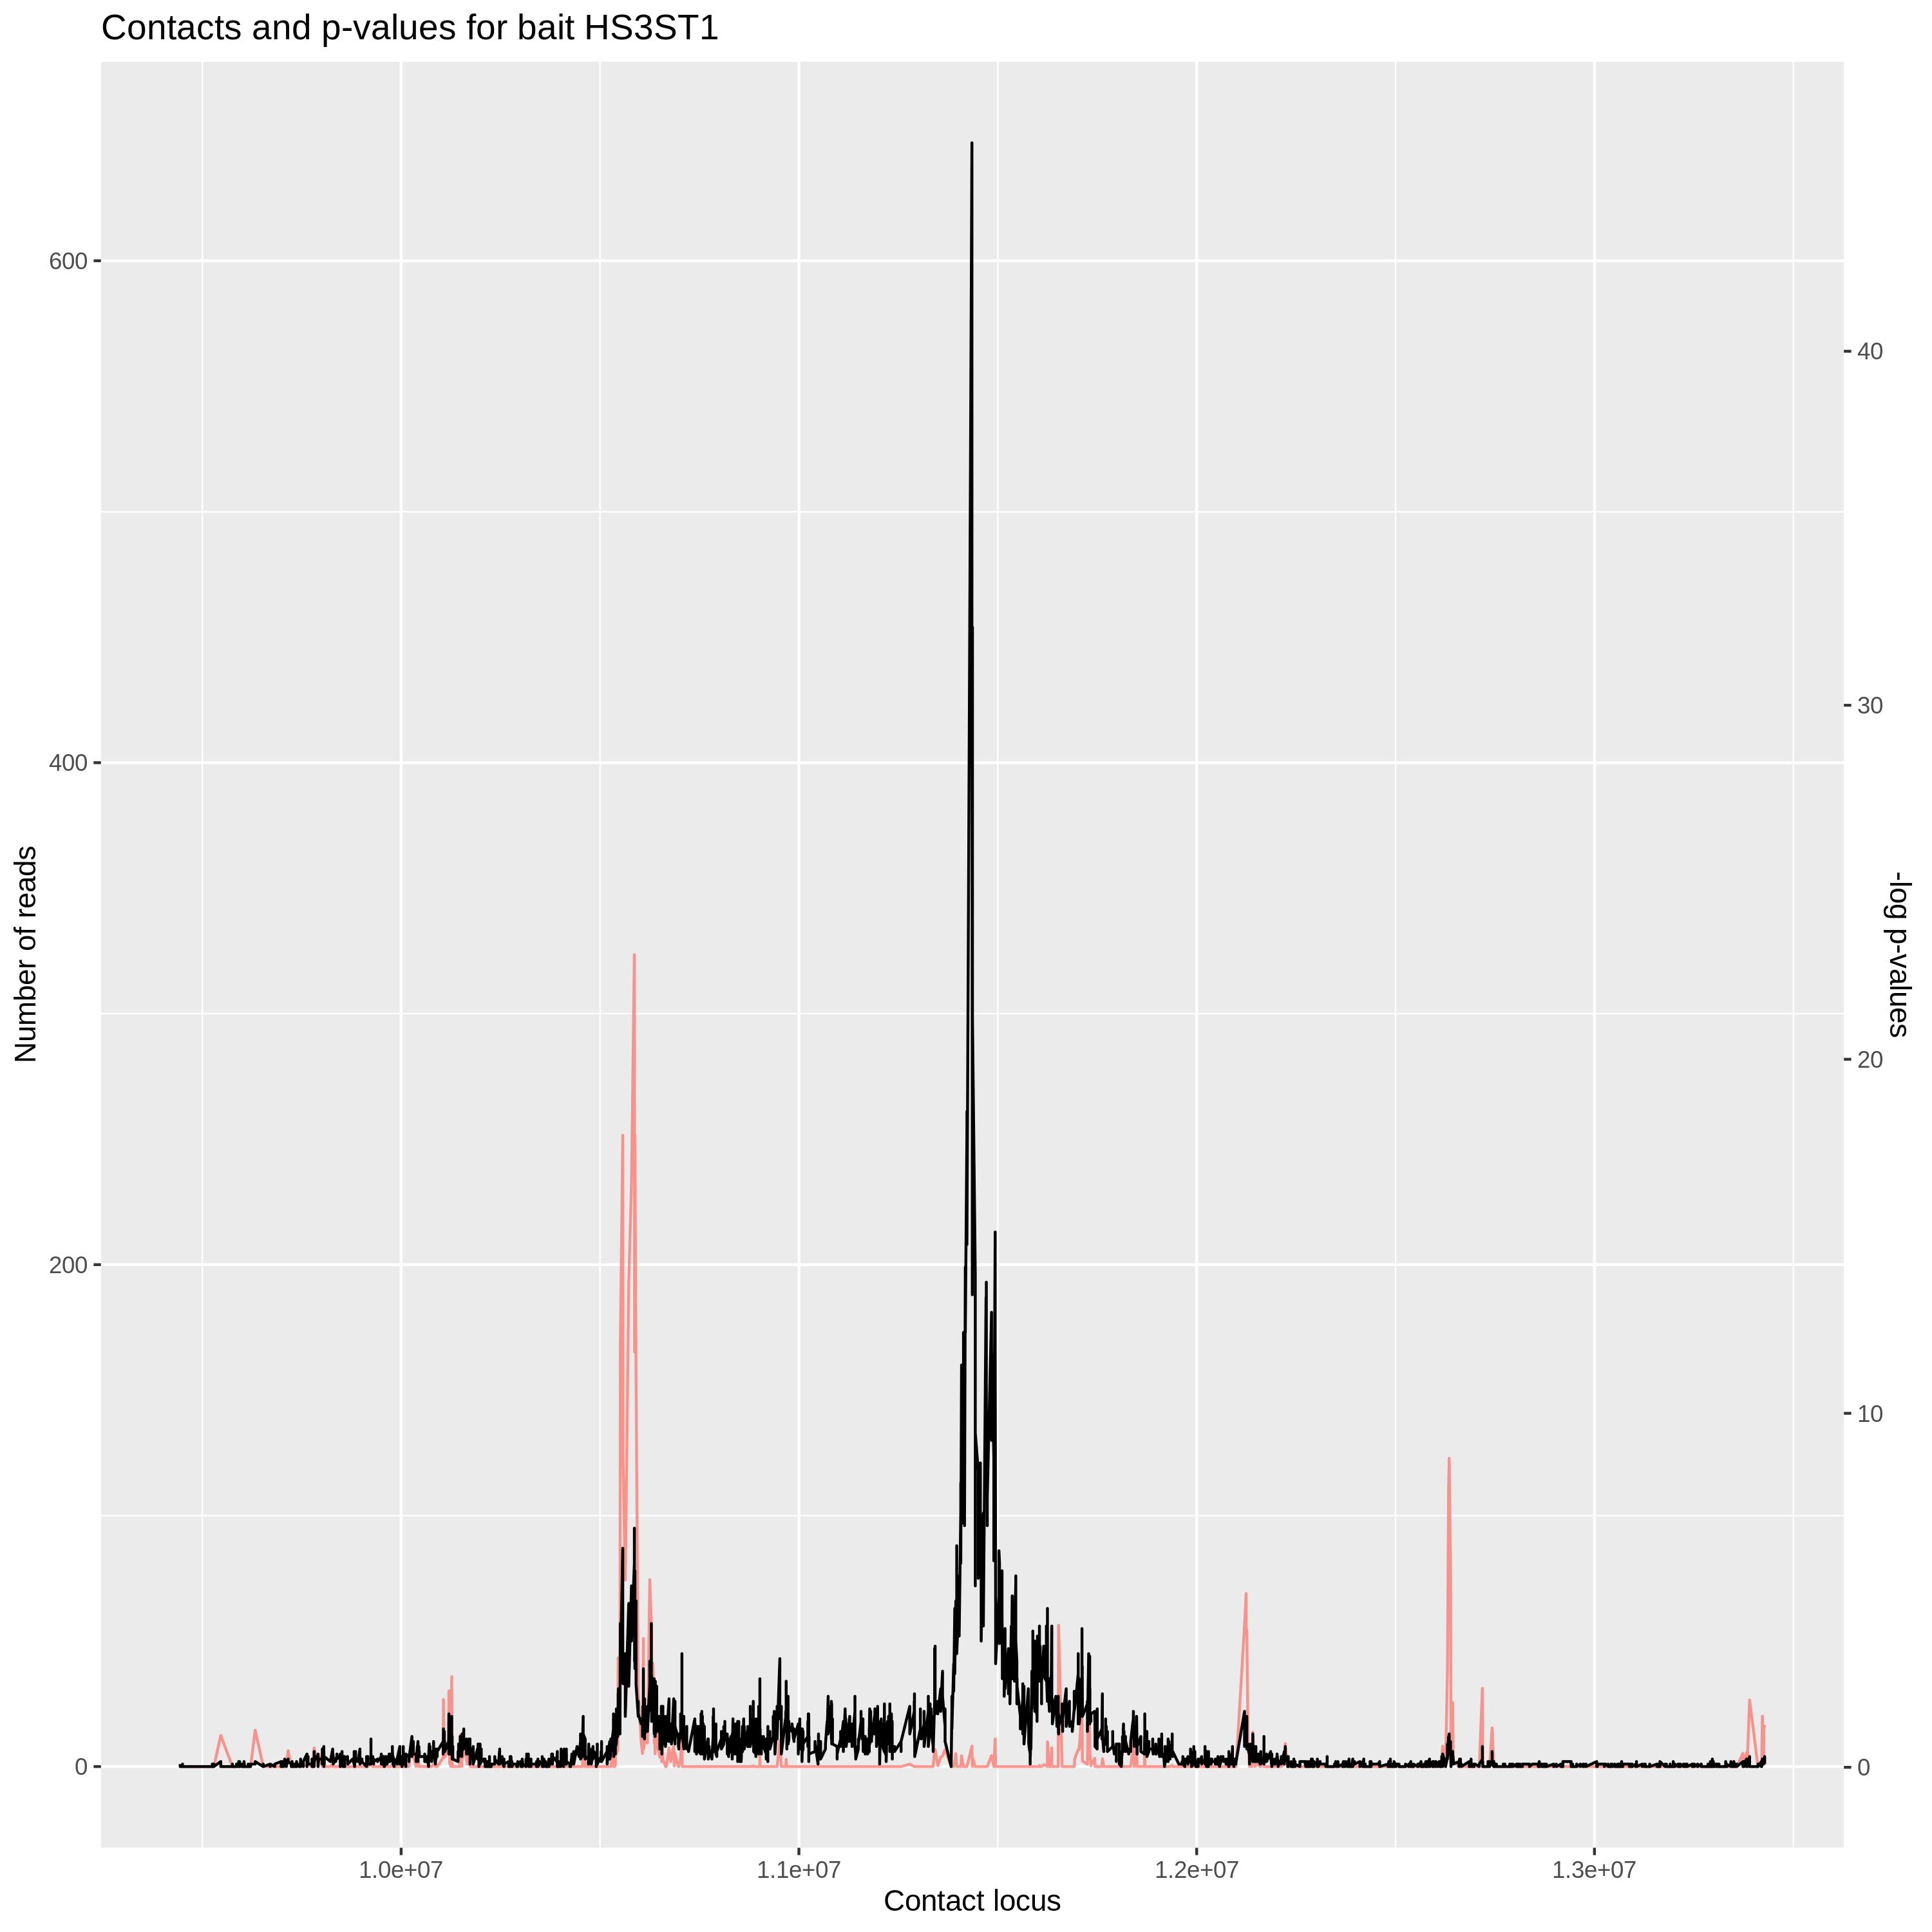 Contacts and p-values for bait HS3ST1
Number of reads
600
400
200
0
-log p-values
40
30
20
10
0
1.0e+07
1.1e+07
1.2e+07
1.3e+07
Contact locus